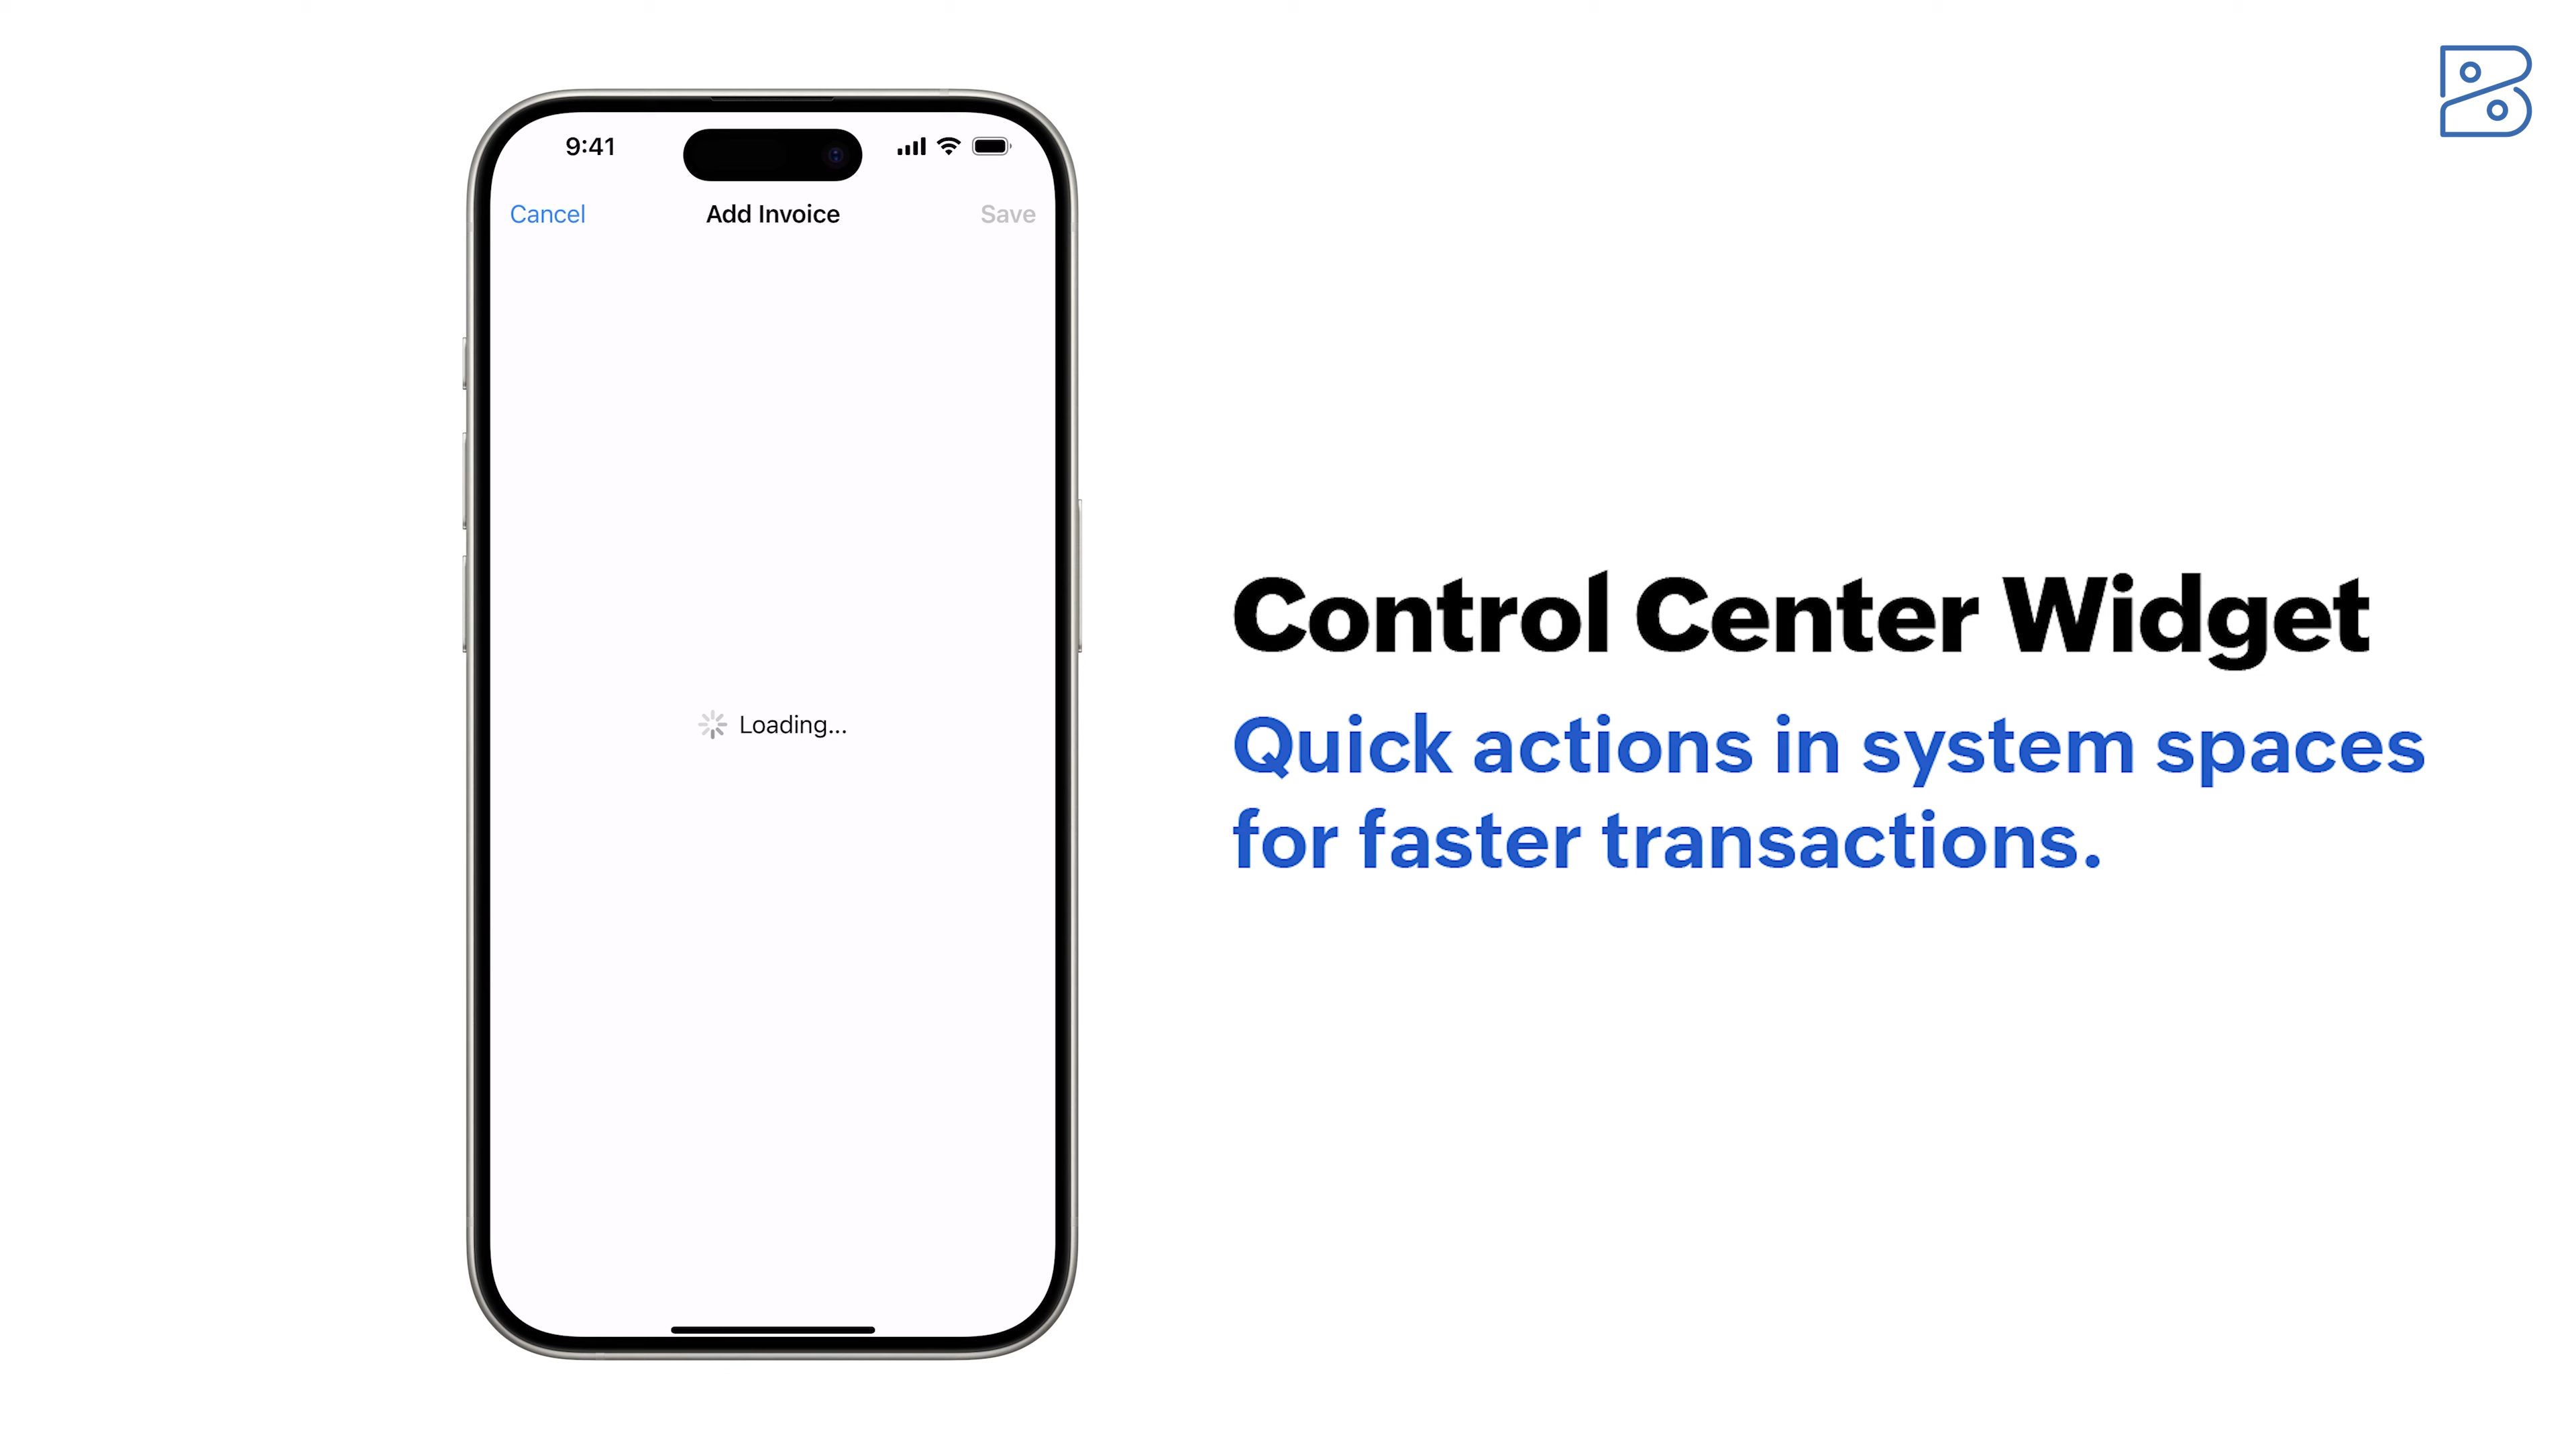 9:41
Cancel Add Invoice Save
Loading...
Control Center Widget
Quick actions in system spaces
for faster transactions.